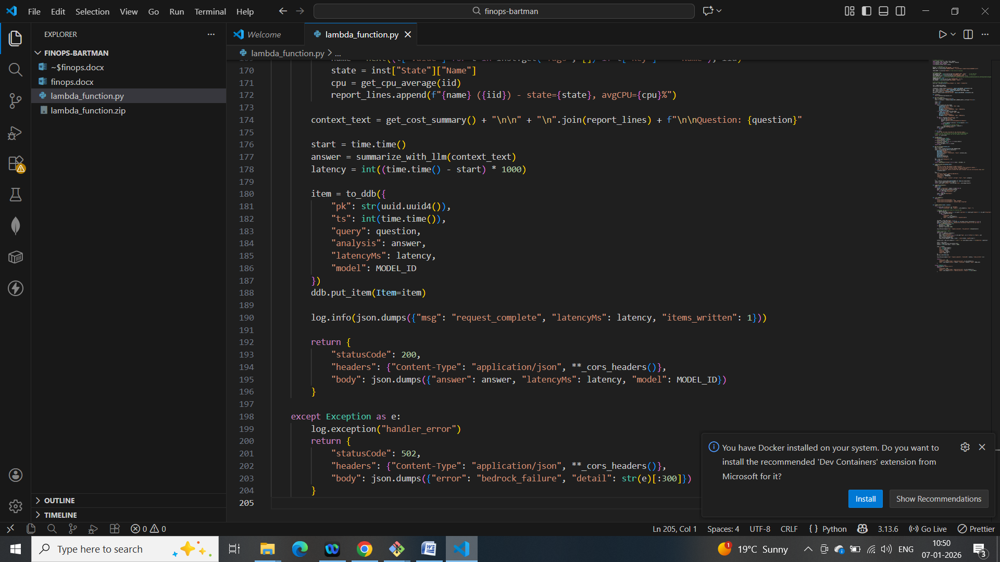 File Edit Selection View Go Run Terminal Help
finops-bartman
EXPLORER
Welcome
lambda_function.py
FINOPS-BARTMAN
~$finops.docx
finops.docx
lambda_function.py
lambda_function.zip
OUTLINE
TIMELINE
lambda_function.py > ...
170 state = inst["State"]["Name"]
171 cpu = get_cpu_average(iid)
172 report_lines.append(f"{name} ({iid}) - state={state}, avgCPU={cpu}%")
173
174 context_text = get_cost_summary() + "\n\n" + "\n".join(report_lines) + f"\n\nQuestion: {question}"
175
176 start = time.time()
177 answer = summarize_with_llm(context_text)
178 latency = int((time.time() - start) * 1000)
179
180 item = to_ddb({
181 "pk": str(uuid.uuid4()),
182 "ts": int(time.time()),
183 "query": question,
184 "analysis": answer,
185 "latencyMs": latency,
186 "model": MODEL_ID
187 })
188 ddb.put_item(Item=item)
189
190 log.info(json.dumps({"msg": "request_complete", "latencyMs": latency, "items_written": 1}))
191
192 return {
193 "statusCode": 200,
194 "headers": {"Content-Type": "application/json", **_cors_headers()},
195 "body": json.dumps({"answer": answer, "latencyMs": latency, "model": MODEL_ID})
196 }
197
198 except Exception as e:
199 log.exception("handler_error")
200 return {
201 "statusCode": 502,
202 "headers": {"Content-Type": "application/json", **_cors_headers()},
203 "body": json.dumps({"error": "bedrock_failure", "detail": str(e)[:300]})
204 }
205
You have Docker installed on your system. Do you want to
install the recommended 'Dev Containers' extension from
Microsoft for it?
Install
Show Recommendations
0 0
Ln 205, Col 1 Spaces: 4 UTF-8 CRLF {} Python 3.13.6 Go Live Prettier
Type here to search
1
19°C Sunny
ENG
10:50
07-01-2026
3